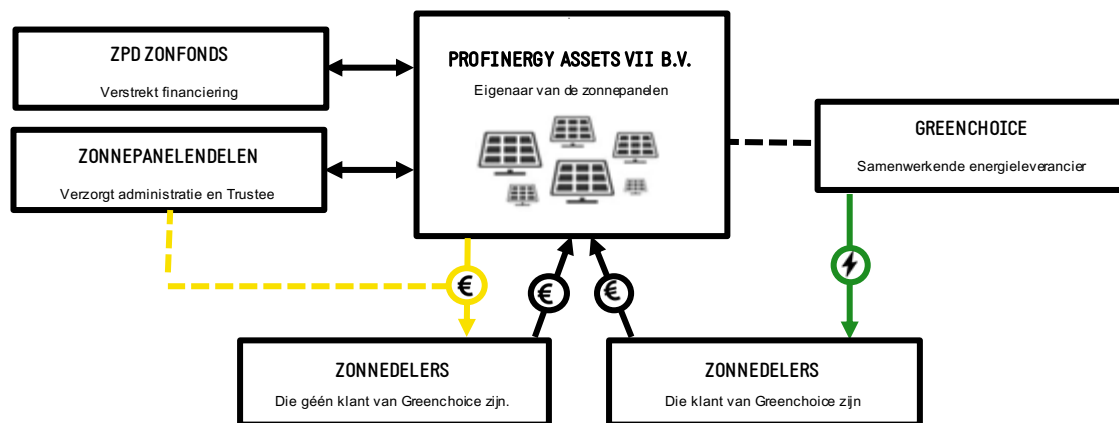 ZPD ZONFONDS
Verstrekt financiering
ZONNEPANELENDELEN
Verzorgt administratie en Trustee
PROFINERGY ASSETS VII B.V.
Eigenaar van de zonnepanelen
GREENCHOICE
Samenwerkende energieleverancier
€
€
€
ZONNEDELERS
Die géén klant van Greenchoice zijn.
ZONNEDELERS
Die klant van Greenchoice zijn